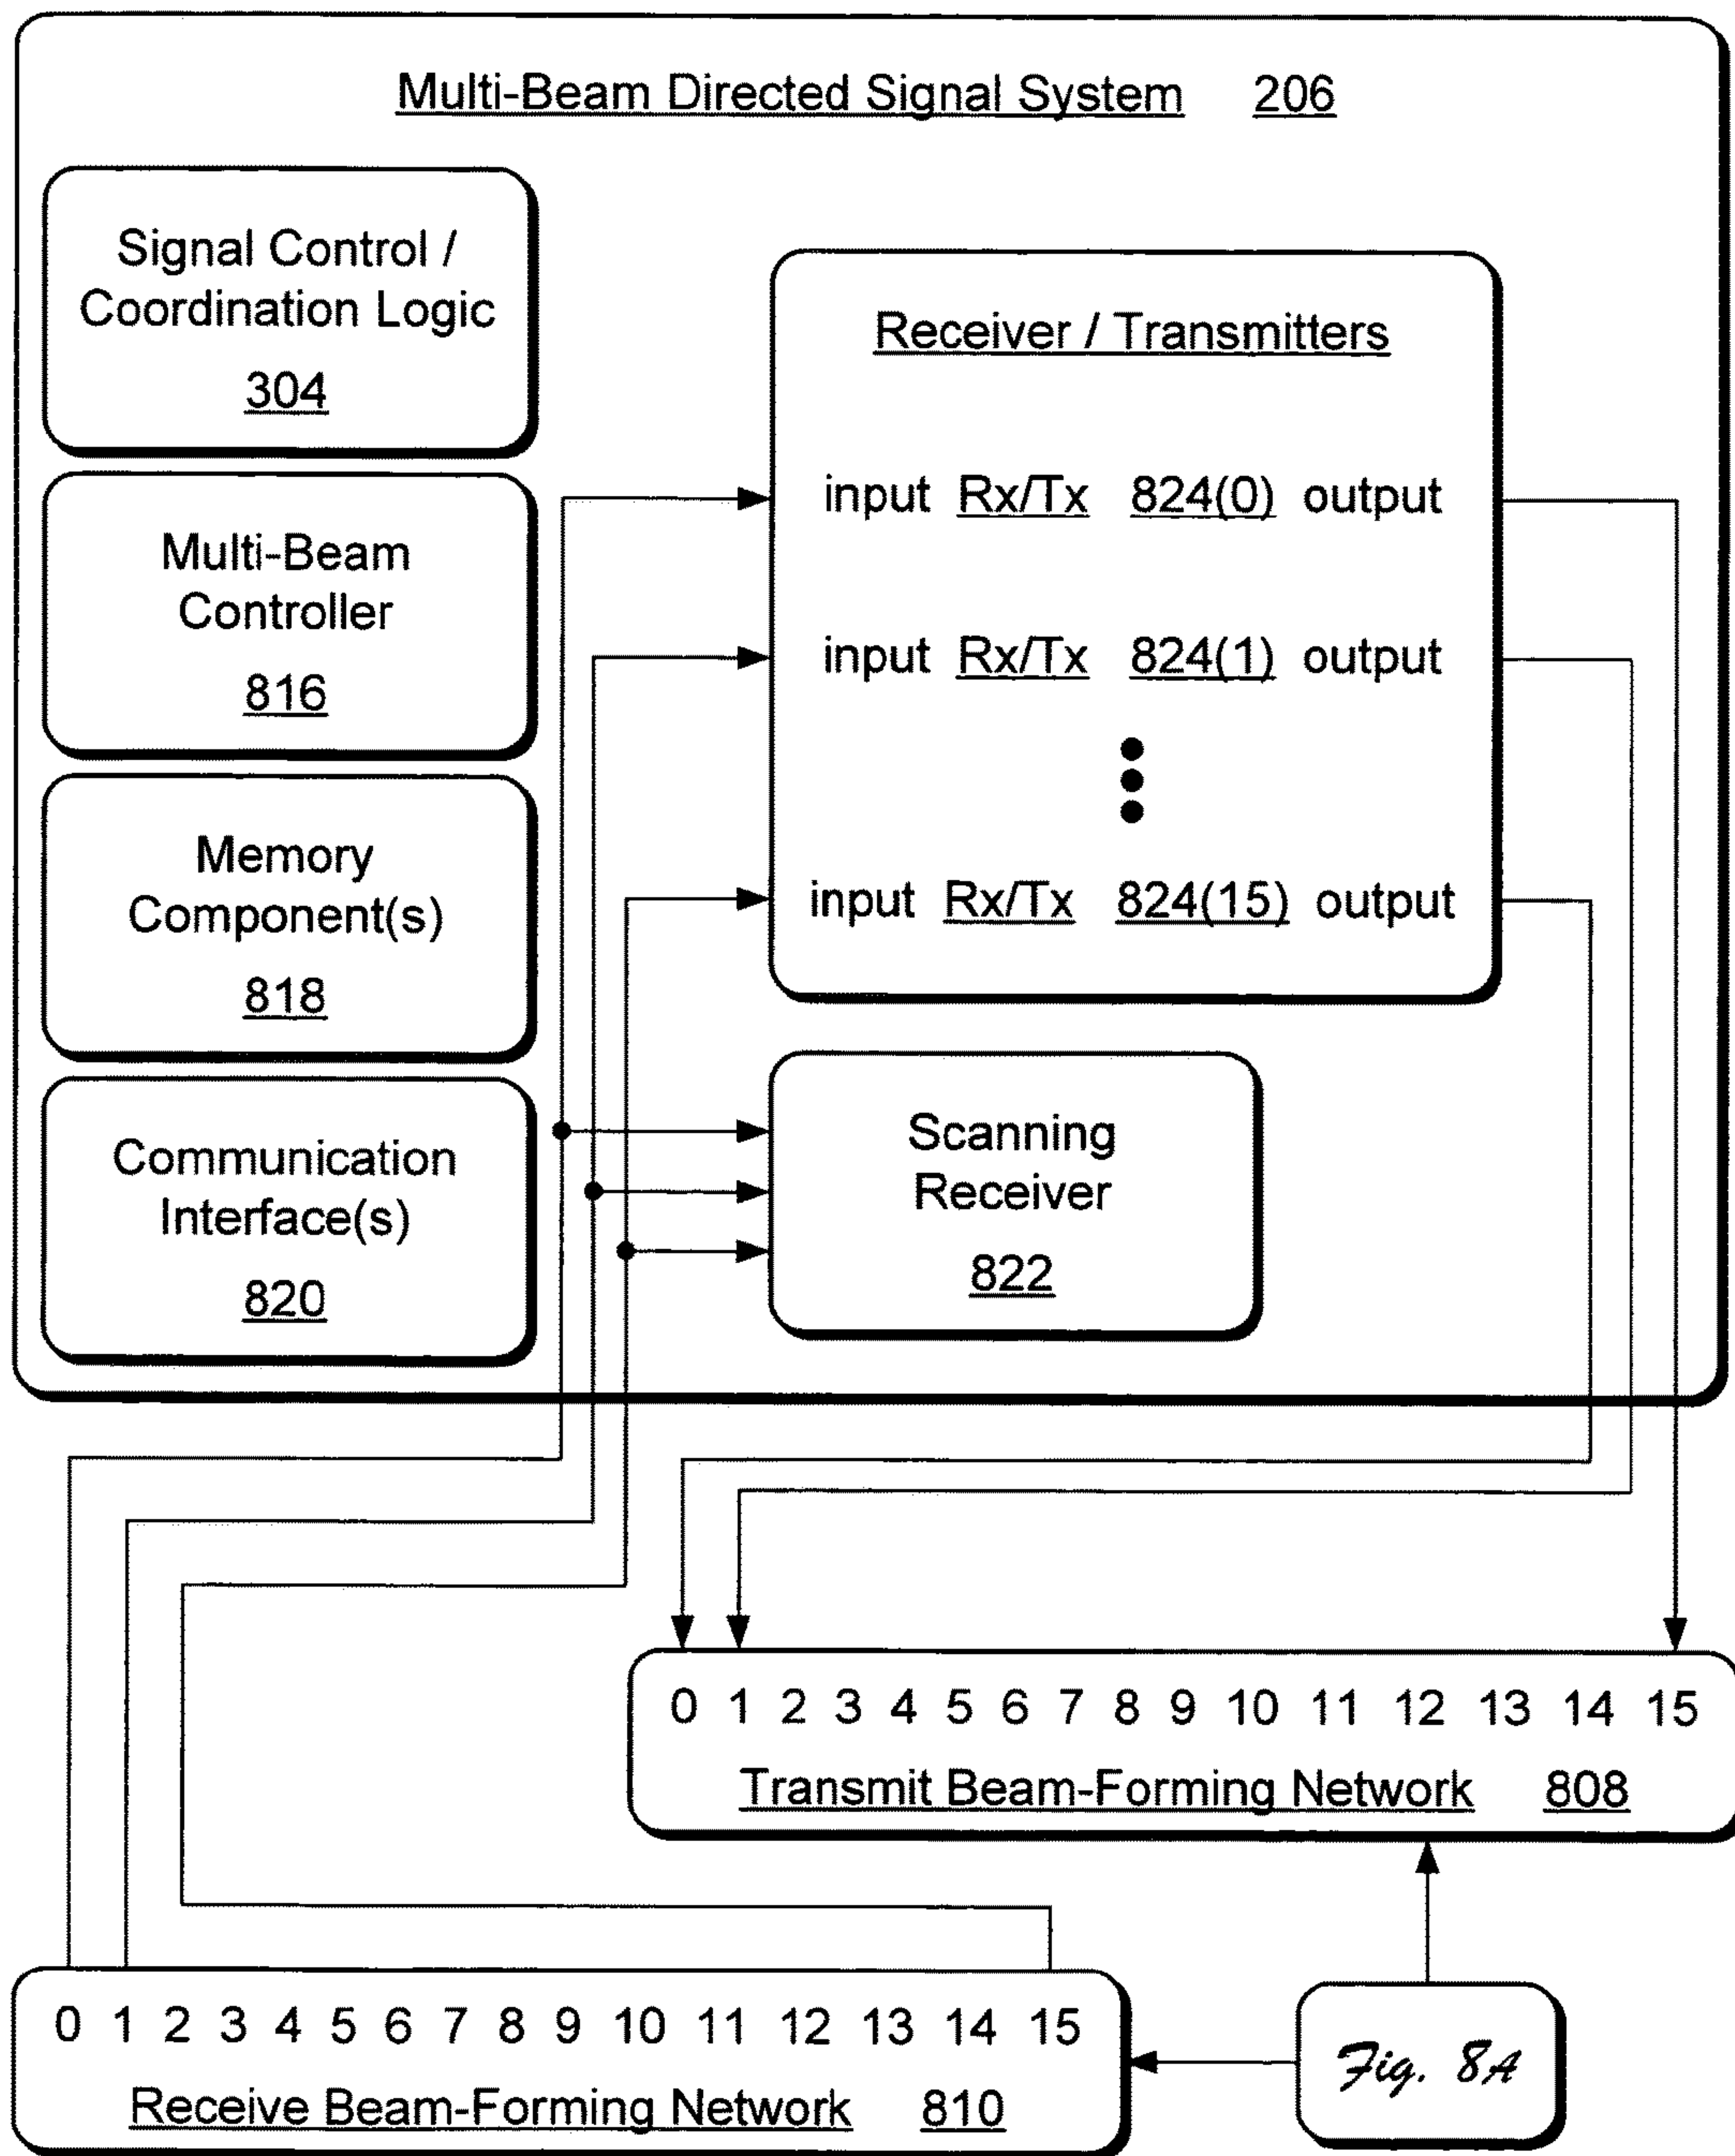 Multi-Beam Directed Signal System 206
Signal Control /
Coordination Logic
304
Multi-Beam
Controller
816
Memory
Component(s)
818
Communication
Interface(s)
820
Receiver / Transmitters
input Rx/Tx 824(0) output
input Rx/Tx 824(1) output
input Rx/Tx 824(15) output
Scanning
Receiver
822
0 1 2 3 4 5 6 7 8 9 10 11 12 13 14 15
Transmit Beam-Forming Network 808
0 1 2 3 4 5 6 7 8 9 10 11 12 13 14 15
Receive Beam-Forming Network 810
Fig. 8A